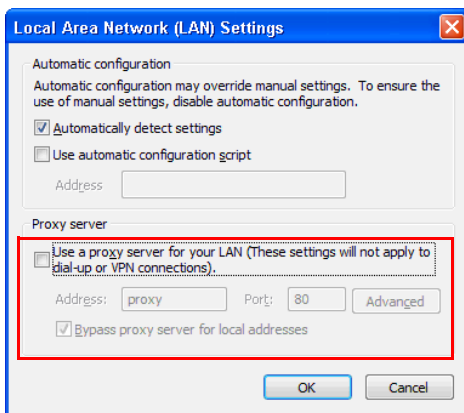 Local Area Network (LAN) Settings
Automatic configuration
Automatic configuration may override manual settings. To ensure the
use of manual settings, disable automatic configuration.
Automatically detect settings
Use automatic configuration script
Address
Proxy server
Use a proxy server for your LAN (These settings will not apply to
dial-up or VPN connections).
Address: proxy Port: 80 Advanced
Bypass proxy server for local addresses
OK Cancel